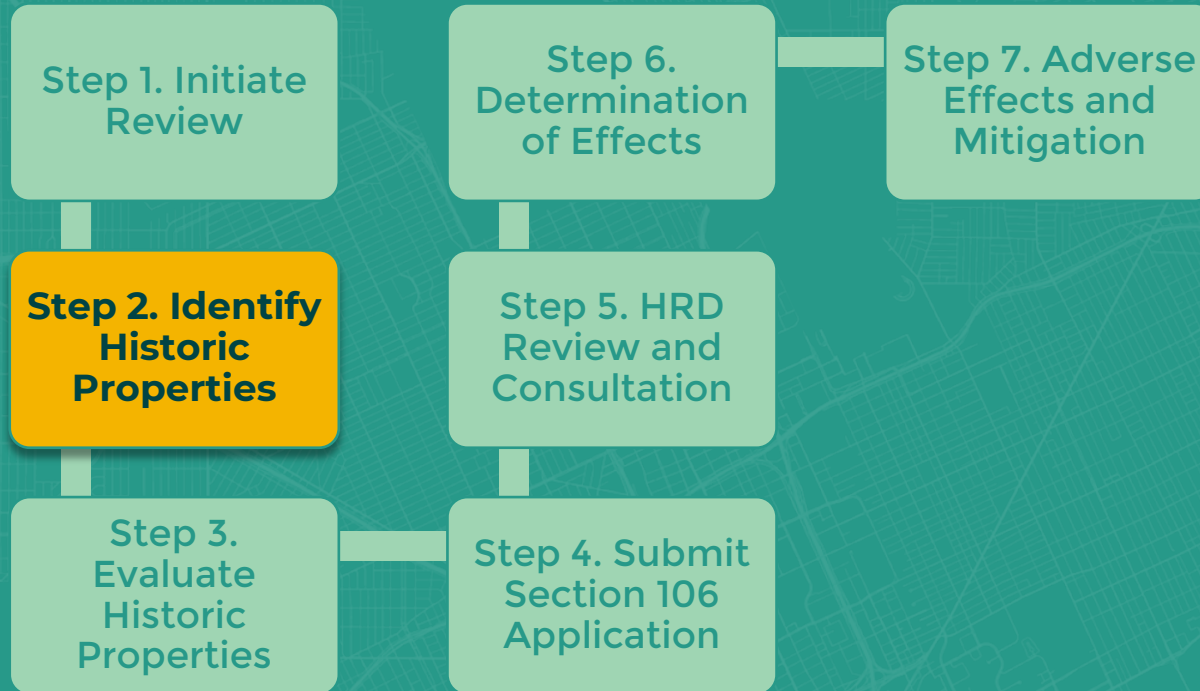 Step 1. Initiate
Review
Step 2. Identify
Historic
Properties
Step 3.
Evaluate
Historic
Properties
Step 4. Submit
Section 106
Application
Step 5. HRD
Review and
Consultation
Step 6.
Determination
of Effects
Step 7. Adverse
Effects and
Mitigation